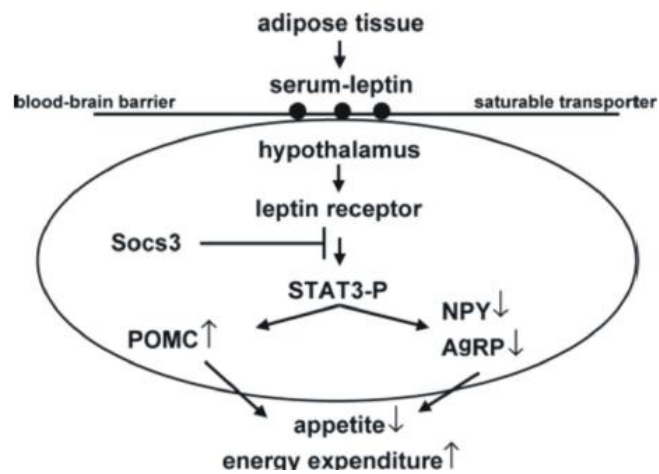 adipose tissue
serum-leptin
blood-brain barrier
saturable transporter
hypothalamus
leptin receptor
Socs3
STAT3-P
POMC↑
NPY↓
AgRP↓
appetite↓
energy expenditure↑